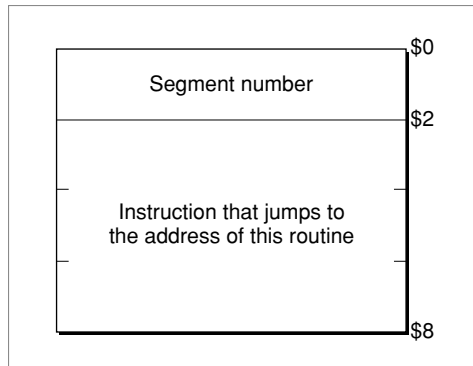 $0
Segment number
$2
Instruction that jumps to
the address of this routine
$8